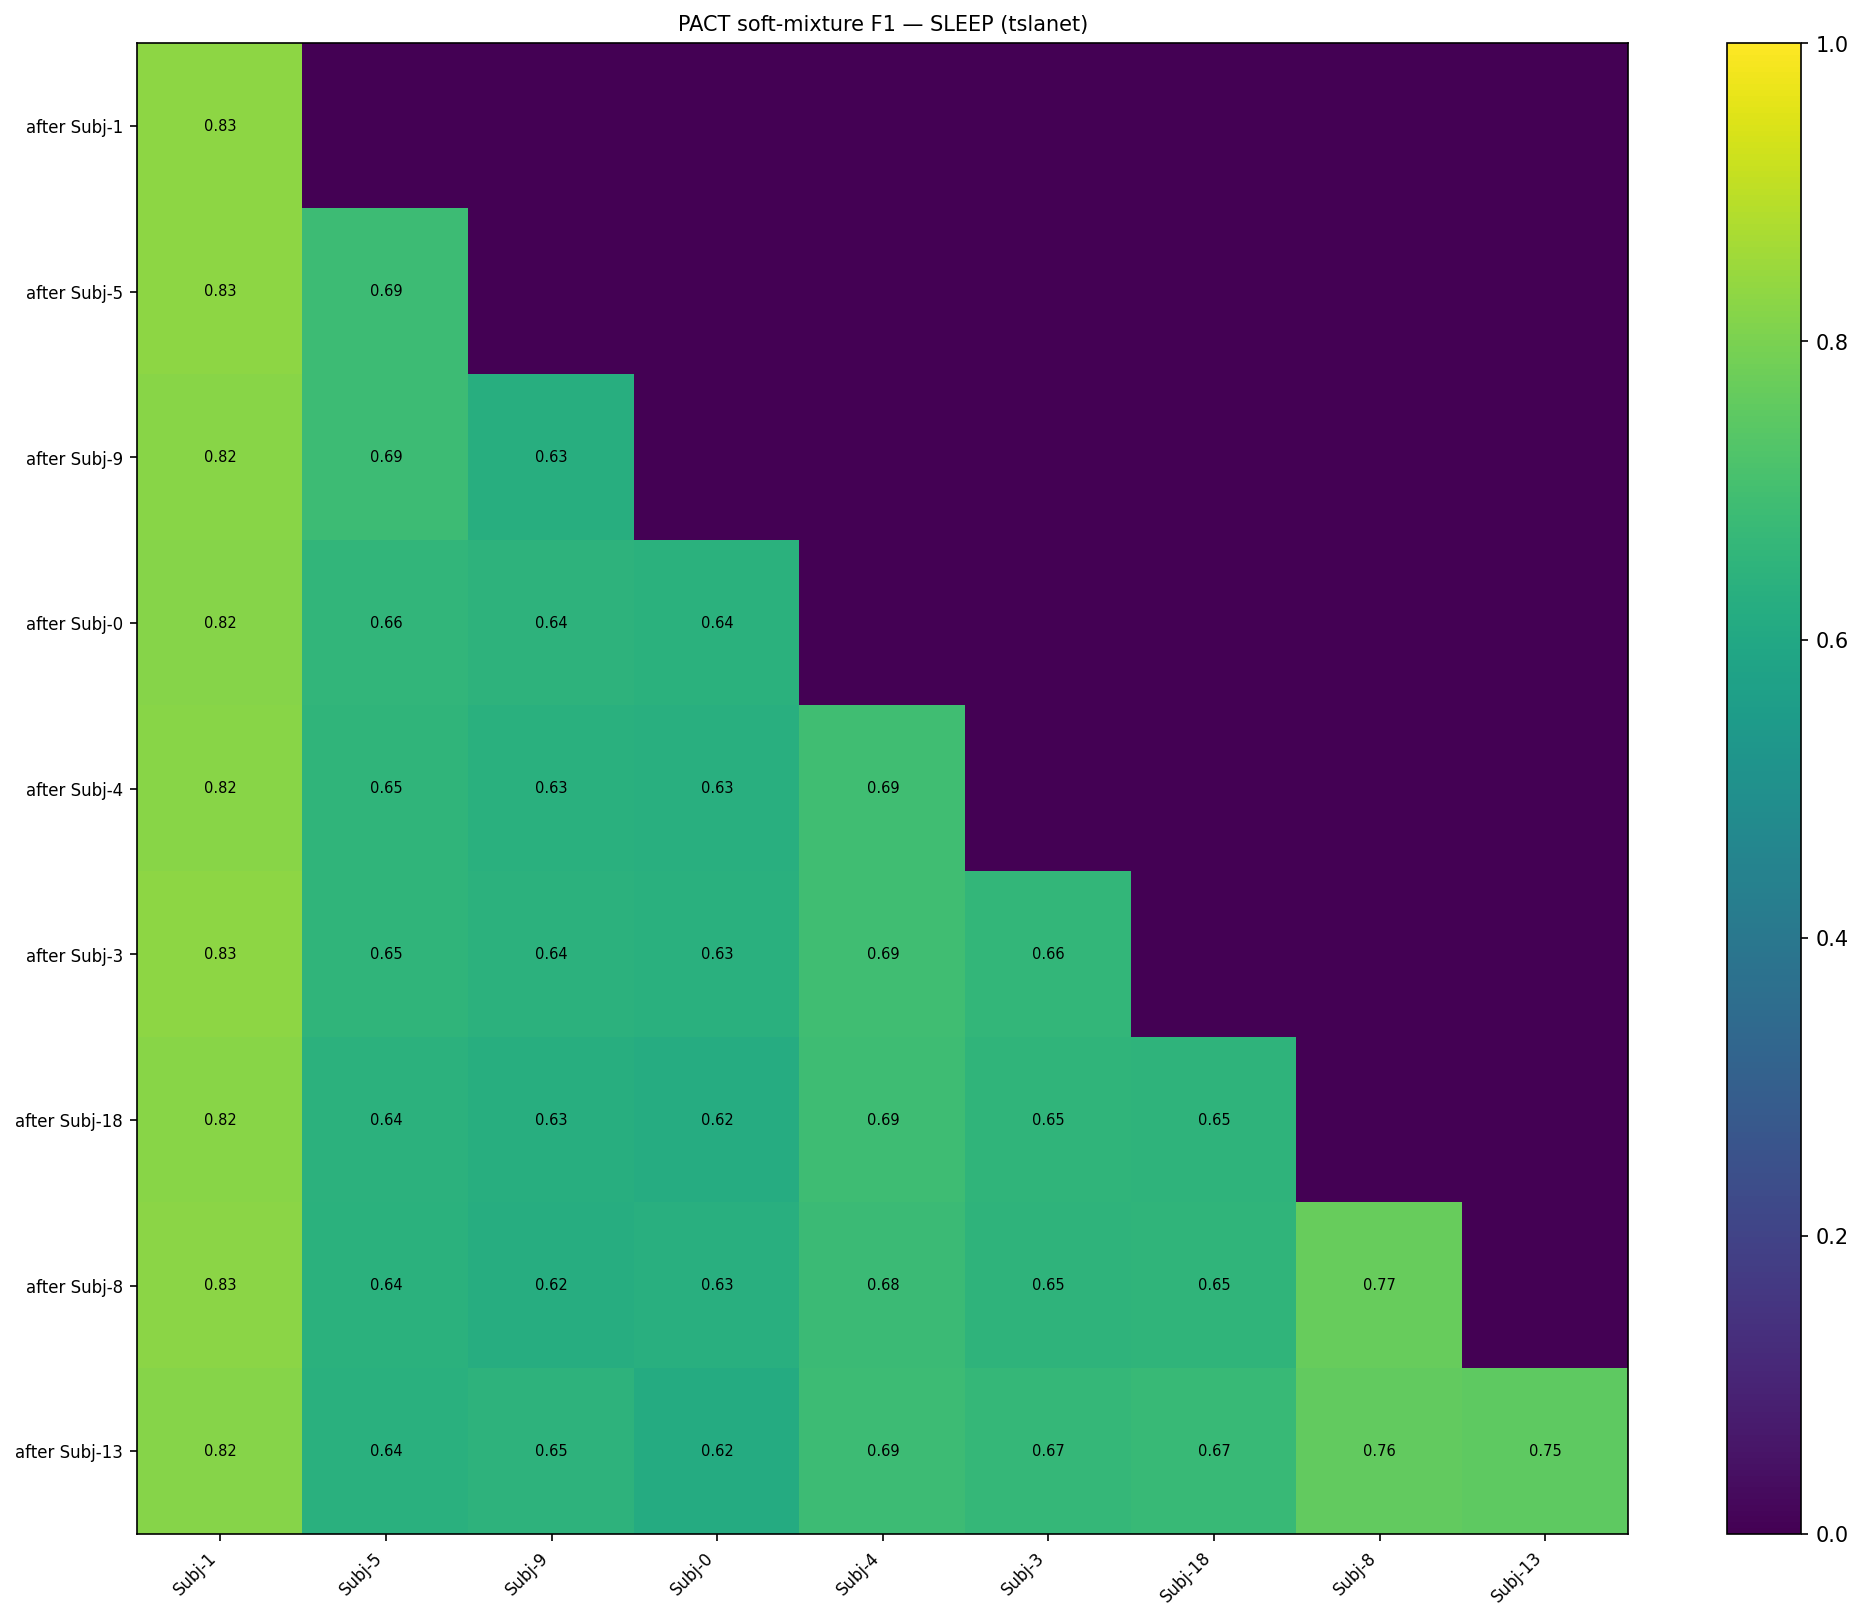 PACT soft-mixture F1 — SLEEP (tslanet)
after Subj-1 0.83
after Subj-5 0.83 0.69
after Subj-9 0.82 0.69 0.63
after Subj-0 0.82 0.66 0.64 0.64
after Subj-4 0.82 0.65 0.63 0.63 0.69
after Subj-3 0.83 0.65 0.64 0.63 0.69 0.66
after Subj-18 0.82 0.64 0.63 0.62 0.69 0.65 0.65
after Subj-8 0.83 0.64 0.62 0.63 0.68 0.65 0.65 0.77
after Subj-13 0.82 0.64 0.65 0.62 0.69 0.67 0.67 0.76 0.75
Subj-1 Subj-5 Subj-9 Subj-0 Subj-4 Subj-3 Subj-18 Subj-8 Subj-13
1.0
0.8
0.6
0.4
0.2
0.0